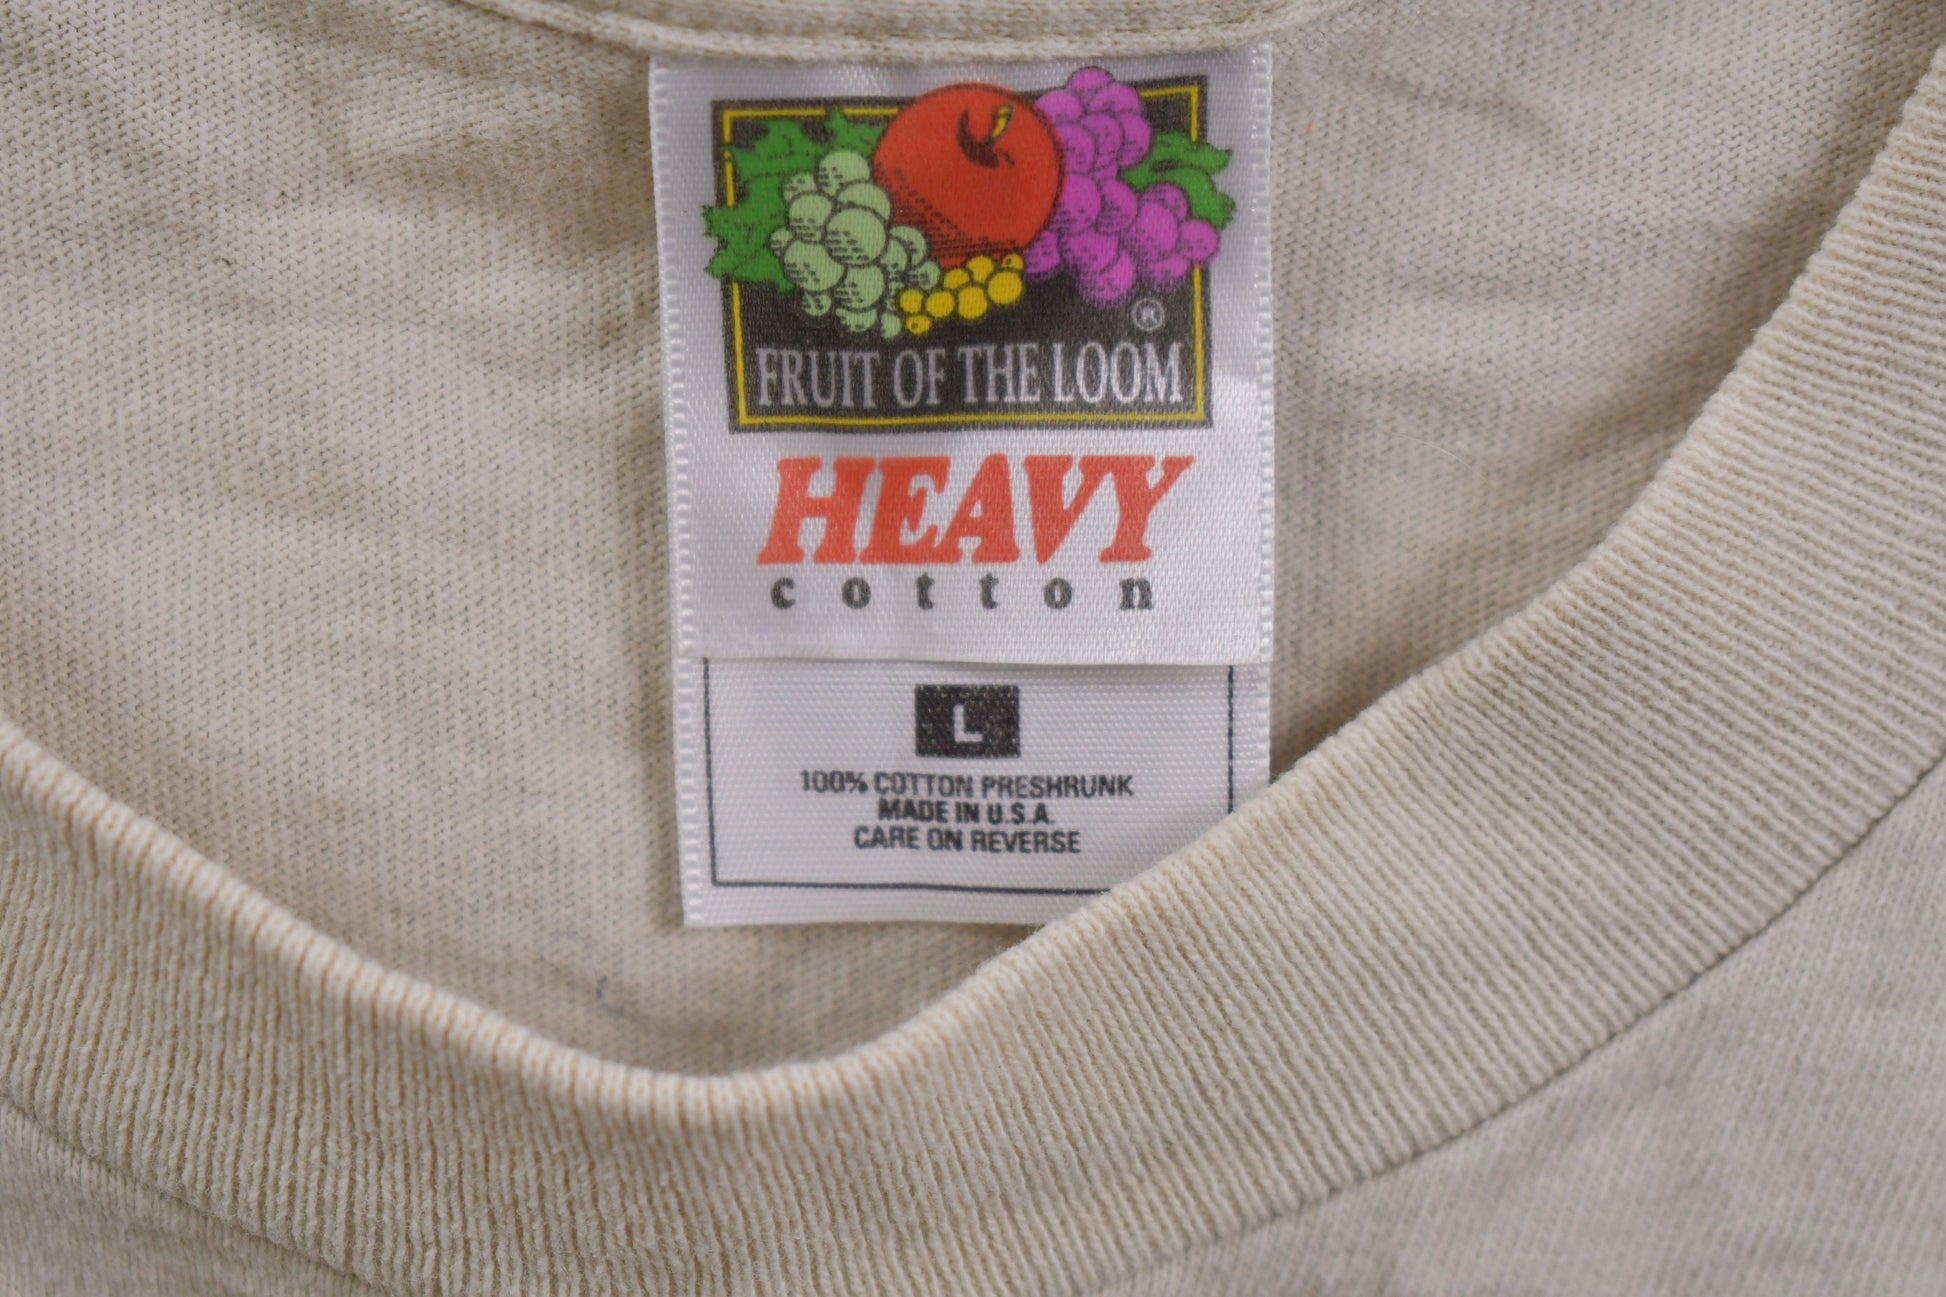 ®
FRUIT OF THE LOOM
HEAVY
cotton
L
100% COTTON PRESHRUNK
MADE IN U.S.A.
CARE ON REVERSE